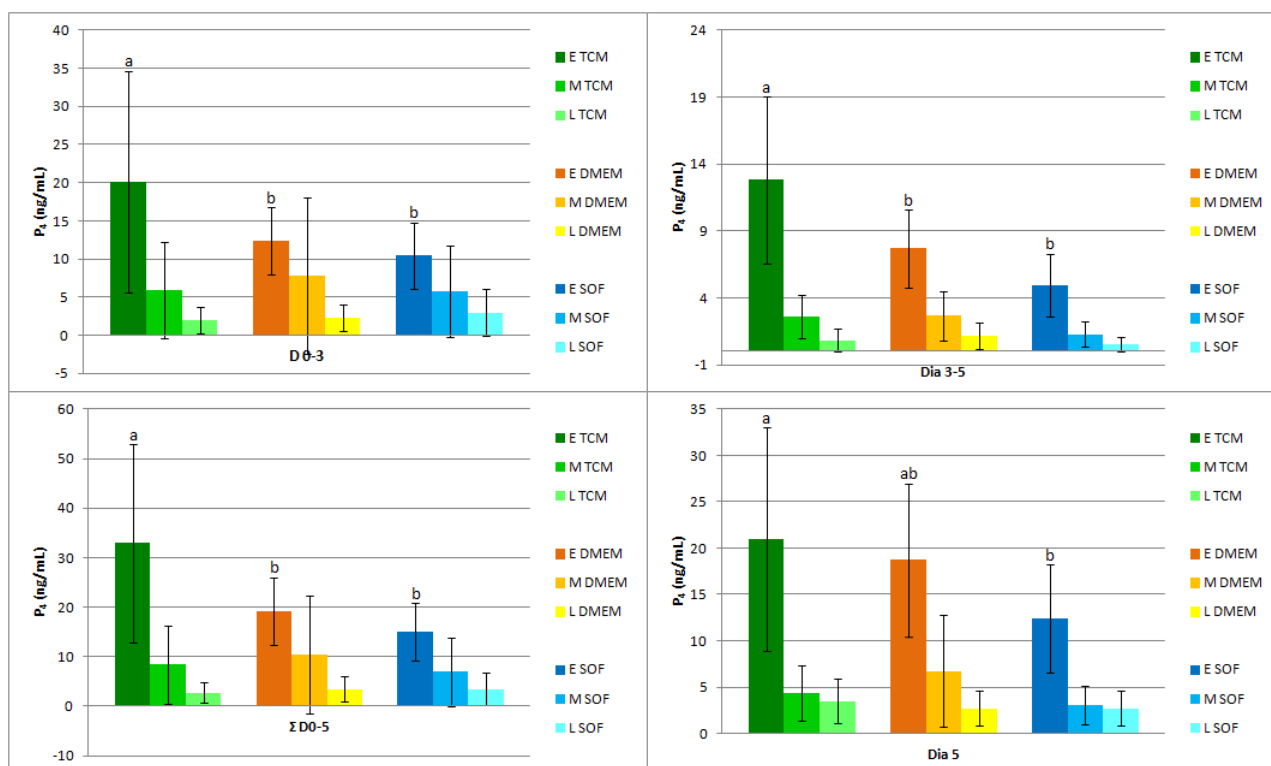 40
35
30
25
20
15
10
5
0
-5
P4 (ng/mL)
a
b
b
D0-3
E TCM
M TCM
L TCM
E DMEM
M DMEM
L DMEM
E SOF
M SOF
L SOF
24
19
14
9
4
-1
P4 (ng/mL)
a
b
b
Dia 3-5
E TCM
M TCM
L TCM
E DMEM
M DMEM
L DMEM
E SOF
M SOF
L SOF
60
50
40
30
20
10
0
-10
P4 (ng/mL)
a
b
b
Σ D0-5
E TCM
M TCM
L TCM
E DMEM
M DMEM
L DMEM
E SOF
M SOF
L SOF
35
30
25
20
15
10
5
0
P4 (ng/mL)
a
ab
b
Dia 5
E TCM
M TCM
L TCM
E DMEM
M DMEM
L DMEM
E SOF
M SOF
L SOF